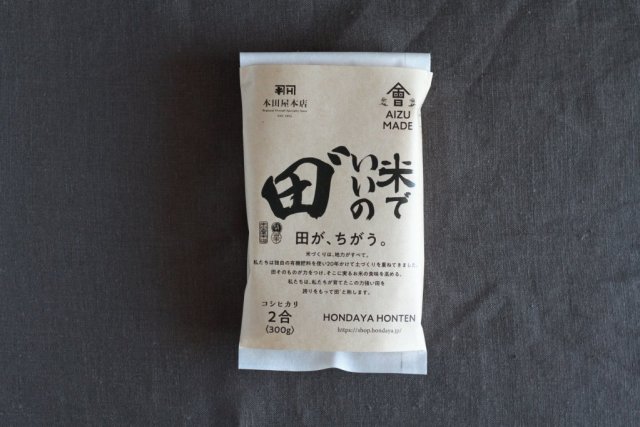 本田屋本店
會
AIZU
MADE
米で
いいの
田゛
田が、ちがう。
米づくりは、地力がすべて。
私たちは独自の有機肥料を使い20年かけて土づくりを重ねてきました。
田そのものが力をつけ、そこに実るお米の食味を高める。
私たちは、私たちが育てたこの力強い田を
誇りをもって田゛と称します。
コシヒカリ
2合
(300g)
HONDAYA HONTEN
https://shop.hondaya.jp/